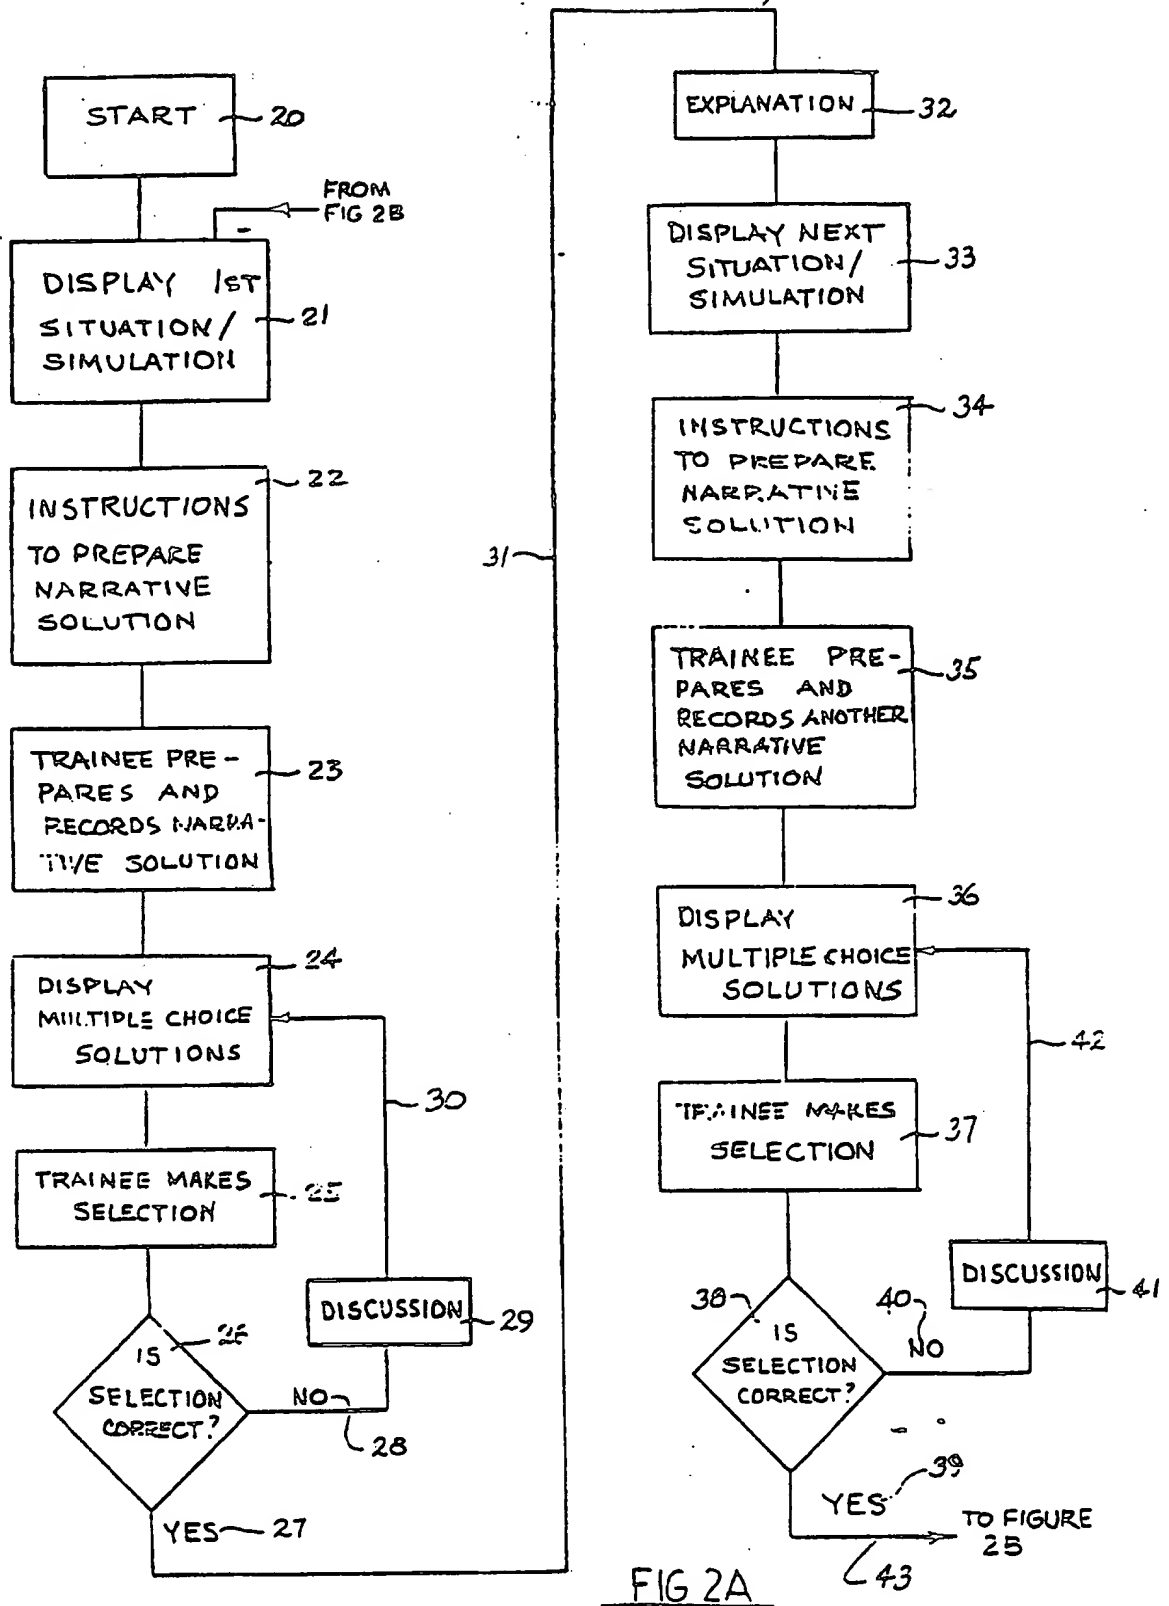 START
20
FROM
FIG 2B
DISPLAY 1ST
SITUATION/
SIMULATION
21
INSTRUCTIONS
TO PREPARE
NARRATIVE
SOLUTION
22
TRAINEE PRE-
PARES AND
RECORDS NARRA-
TIVE SOLUTION
23
DISPLAY
MULTIPLE CHOICE
SOLUTIONS
24
30
TRAINEE MAKES
SELECTION
25
DISCUSSION
29
IS
SELECTION
CORRECT?
26
NO
28
YES
27
31
EXPLANATION
32
DISPLAY NEXT
SITUATION/
SIMULATION
33
INSTRUCTIONS
TO PREPARE
NARRATIVE
SOLUTION
34
TRAINEE PRE-
PARES AND
RECORDS ANOTHER
NARRATIVE
SOLUTION
35
DISPLAY
MULTIPLE CHOICE
SOLUTIONS
36
42
TRAINEE MAKES
SELECTION
37
DISCUSSION
41
38
IS
SELECTION
CORRECT?
40
NO
YES
39
TO FIGURE
2B
43
FIG 2A